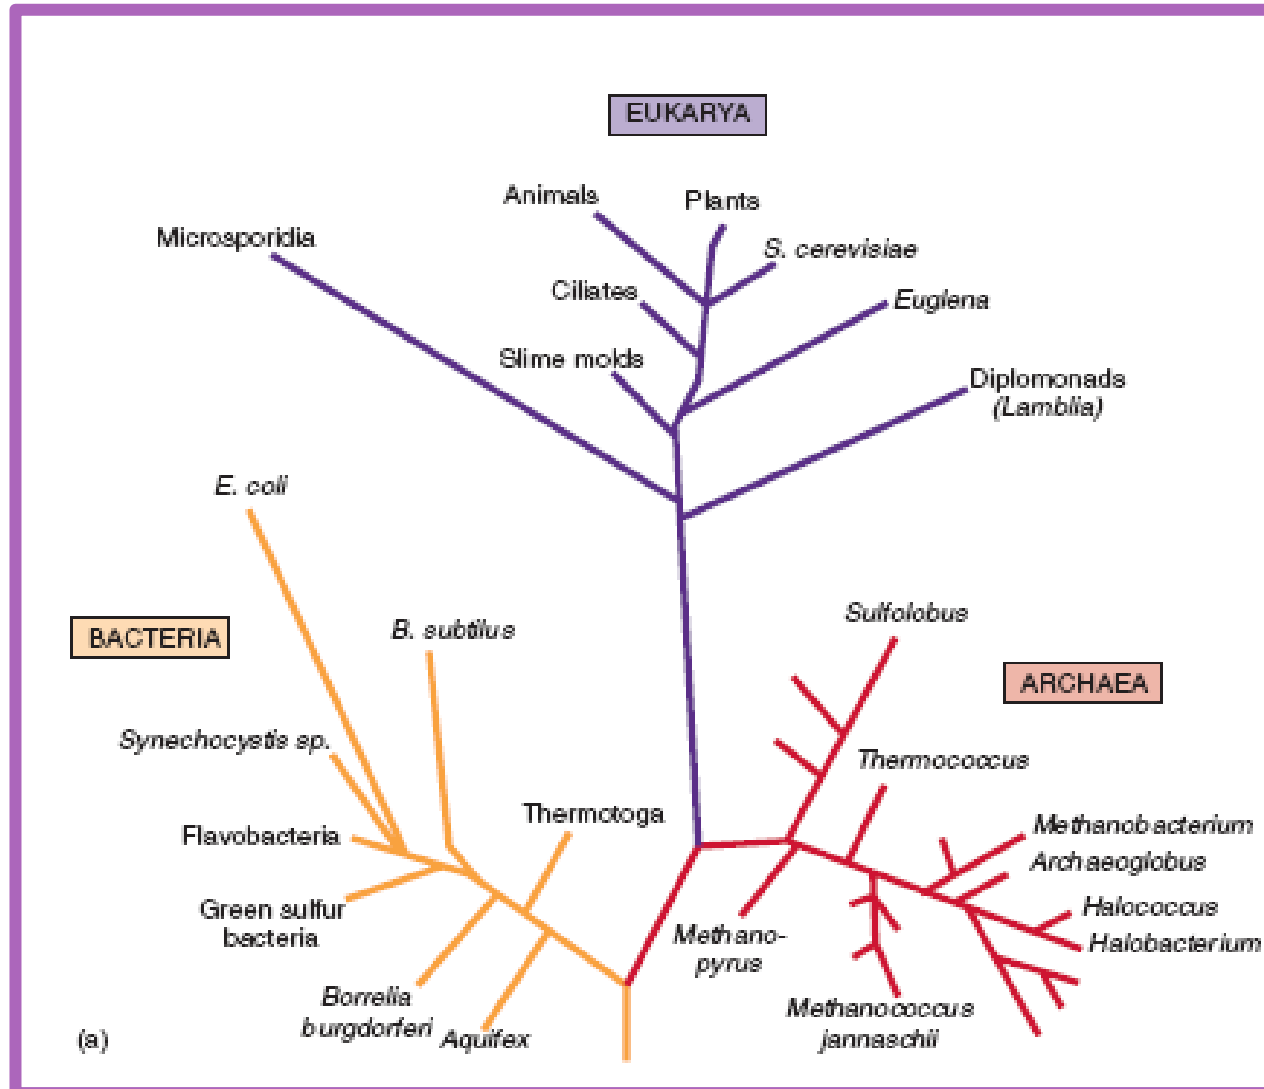 EUKARYA
Animals
Plants
Microsporidia
S. cerevisiae
Ciliates
Euglena
Slime molds
Diplomonads
(Lamblia)
E. coli
Sulfolobus
BACTERIA
B. subtilus
ARCHAEA
Synechocystis sp.
Thermococcus
Thermotoga
Flavobacteria
Methanobacterium
Archaeoglobus
Green sulfur
bacteria
Halococcus
Methano-
pyrus
Halobacterium
Borrelia
burgdorferi
Aquifex
Methanococcus
jannaschii
(a)